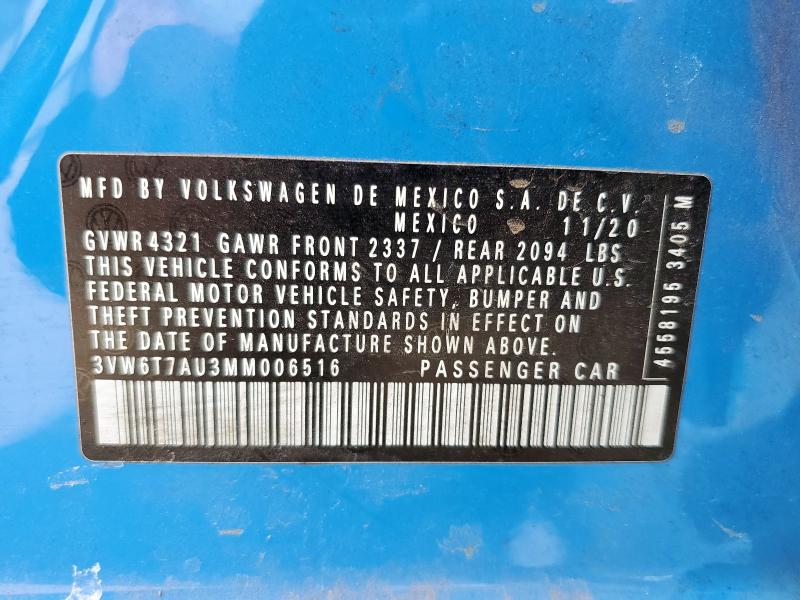 MFD BY VOLKSWAGEN DE MEXICO S.A. DE C.V.
MEXICO 11/20
GVWR 4321 GAWR FRONT 2337 / REAR 2094 LBS
THIS VEHICLE CONFORMS TO ALL APPLICABLE U.S.
FEDERAL MOTOR VEHICLE SAFETY, BUMPER AND
THEFT PREVENTION STANDARDS IN EFFECT ON
THE DATE OF MANUFACTURE SHOWN ABOVE.
3VW6T7AU3MM006516 PASSENGER CAR
4558195 3405 M